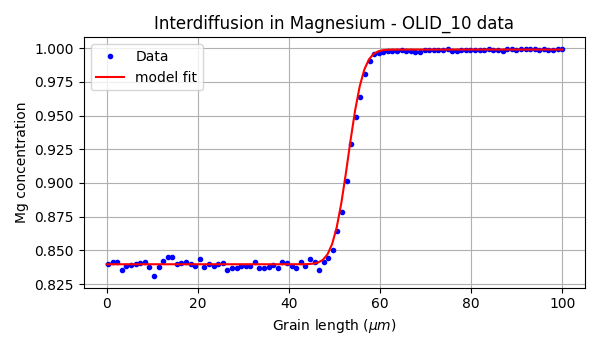 Interdiffusion in Magnesium - OLID_10 data
Data
model fit
Mg concentration
1.000
0.975
0.950
0.925
0.900
0.875
0.850
0.825
0 20 40 60 80 100
Grain length (μm)